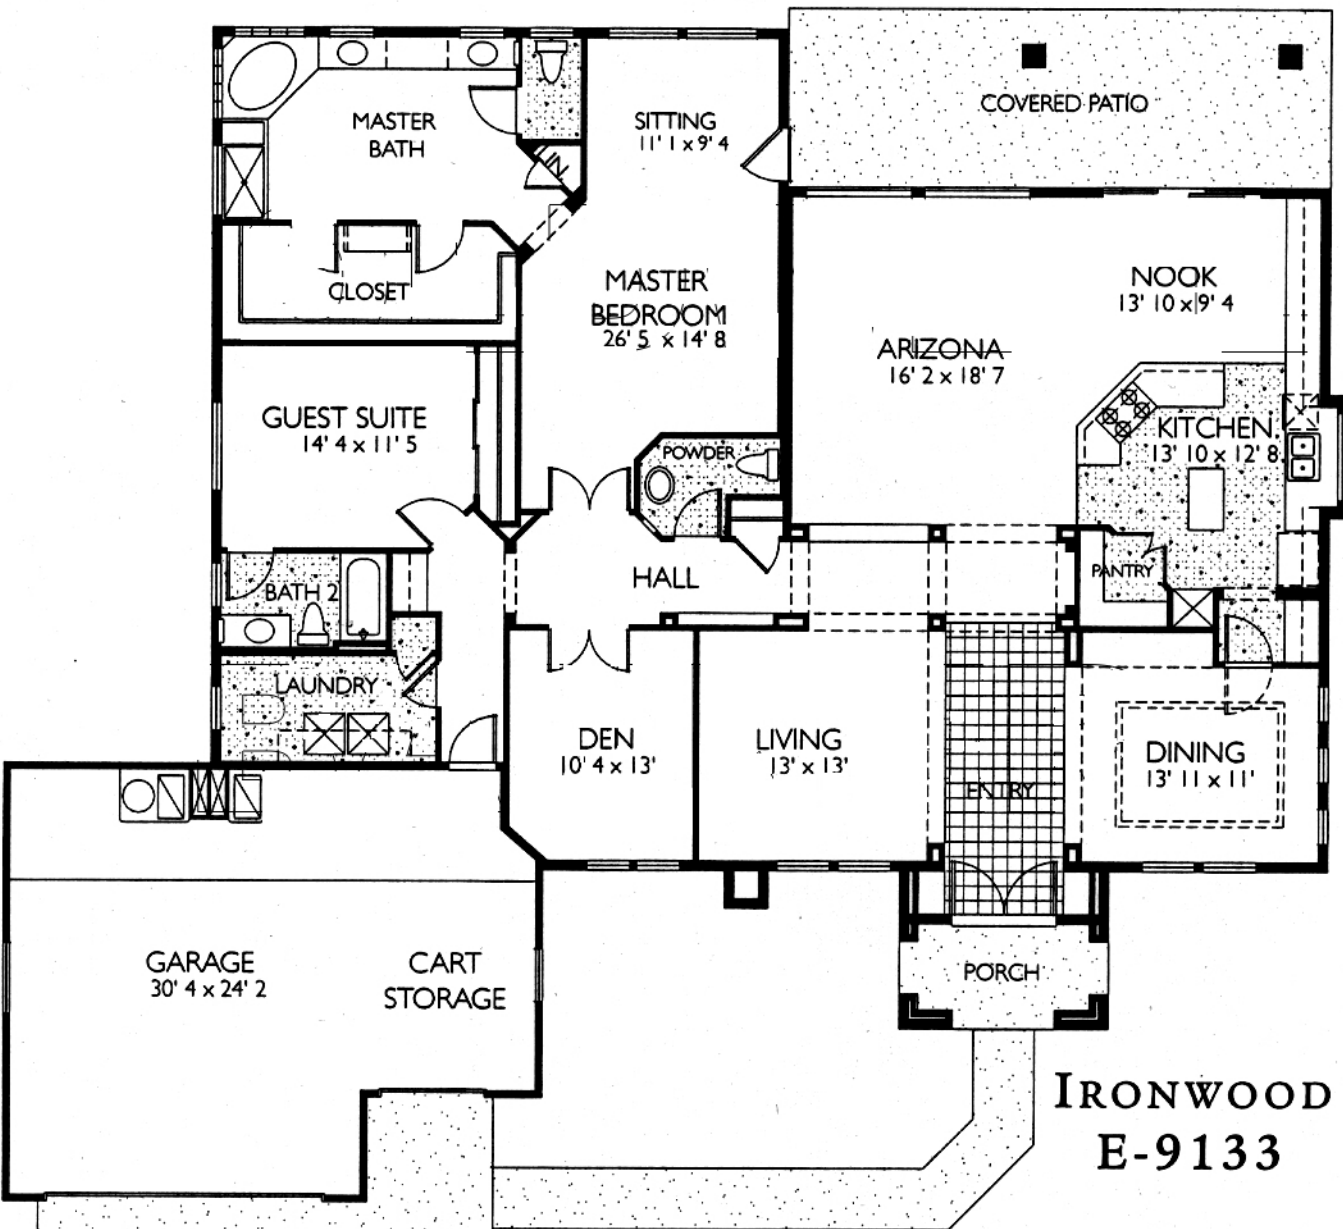 COVERED PATIO
MASTER
BATH
SITTING
11' 1 x 9' 4
LIN
CLOSET
MASTER
BEDROOM
26' 5 x 14' 8
NOOK
13' 10 x 9' 4
ARIZONA
16' 2 x 18' 7
GUEST SUITE
14' 4 x 11' 5
POWDER
KITCHEN
13' 10 x 12' 8
HALL
PANTRY
BATH 2
LAUNDRY
DEN
10' 4 x 13'
LIVING
13' x 13'
ENTRY
DINING
13' 11 x 11'
GARAGE
30' 4 x 24' 2
CART
STORAGE
PORCH
IRONWOOD
E-9133